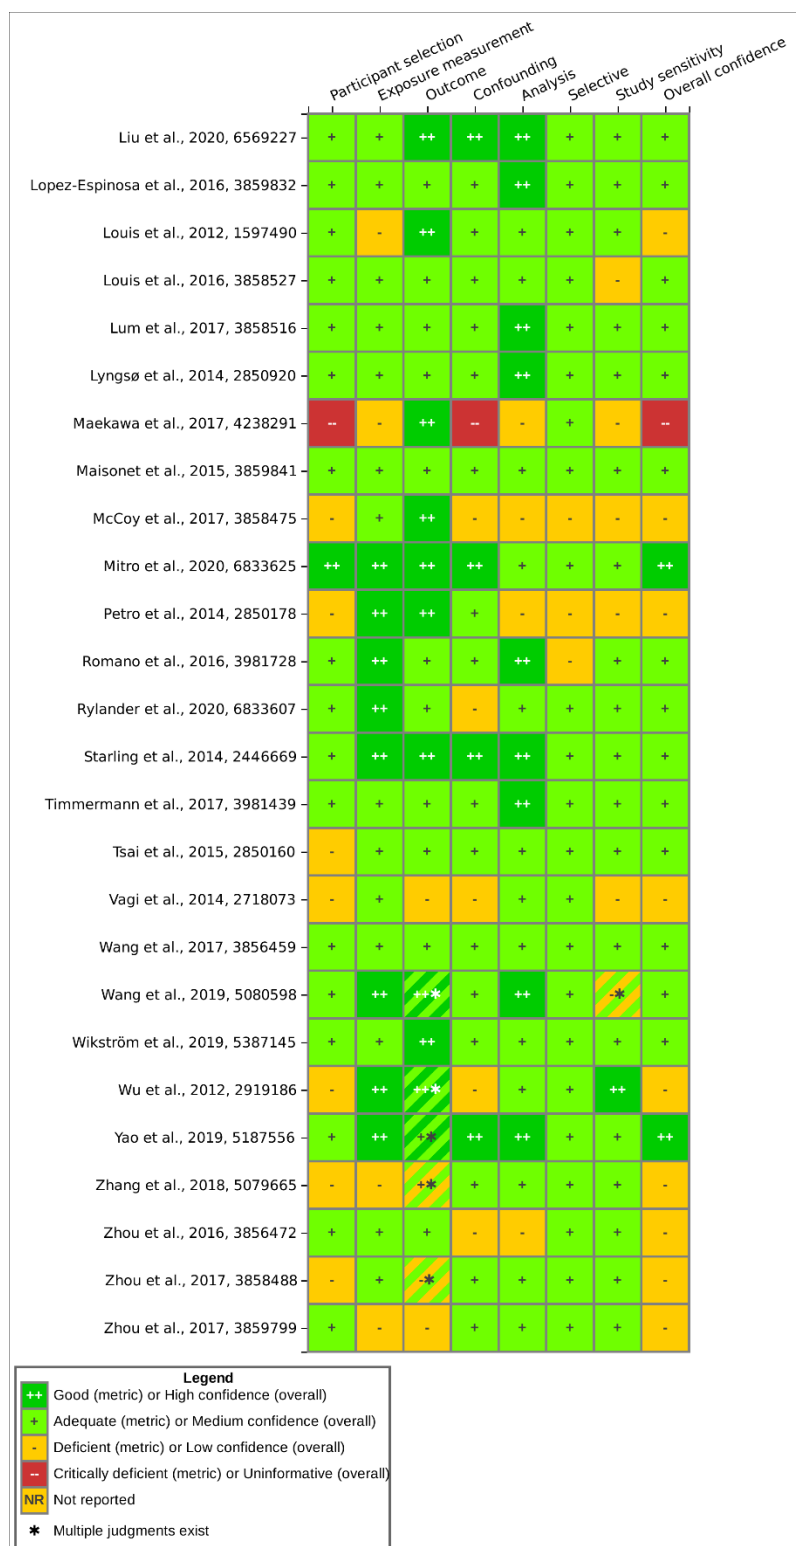 Participant selection
Exposure measurement
Outcome
Confounding
Analysis
Selective
Study sensitivity
Overall confidence
Liu et al., 2020, 6569227 + + ++ ++ ++ + + +
Lopez-Espinosa et al., 2016, 3859832 + + + + ++ + + +
Louis et al., 2012, 1597490 + - ++ + + + + -
Louis et al., 2016, 3858527 + + + + + + - +
Lum et al., 2017, 3858516 + + + + ++ + + +
Lyngsø et al., 2014, 2850920 + + + + ++ + + +
Maekawa et al., 2017, 4238291 -- - ++ -- - + - --
Maisonet et al., 2015, 3859841 + + + + + + + +
McCoy et al., 2017, 3858475 - + ++ - - - - -
Mitro et al., 2020, 6833625 ++ ++ ++ ++ + + + ++
Petro et al., 2014, 2850178 - ++ ++ + - - - -
Romano et al., 2016, 3981728 + ++ + + ++ - + +
Rylander et al., 2020, 6833607 + ++ + - + + + +
Starling et al., 2014, 2446669 + ++ ++ ++ ++ + + +
Timmermann et al., 2017, 3981439 + + + + ++ + + +
Tsai et al., 2015, 2850160 - + + + + + + +
Vagi et al., 2014, 2718073 - + - - + + - -
Wang et al., 2017, 3856459 + + + + + + + +
Wang et al., 2019, 5080598 + ++ ++✱ + ++ + -✱ +
Wikström et al., 2019, 5387145 + + ++ + + + + +
Wu et al., 2012, 2919186 - ++ ++✱ - + + ++ -
Yao et al., 2019, 5187556 + ++ +✱ ++ ++ + + ++
Zhang et al., 2018, 5079665 - - +✱ + + + + -
Zhou et al., 2016, 3856472 + + + - - + + -
Zhou et al., 2017, 3858488 - + -✱ + + + + -
Zhou et al., 2017, 3859799 + - - + + + + -
Legend
++ Good (metric) or High confidence (overall)
+ Adequate (metric) or Medium confidence (overall)
- Deficient (metric) or Low confidence (overall)
-- Critically deficient (metric) or Uninformative (overall)
NR Not reported
✱ Multiple judgments exist